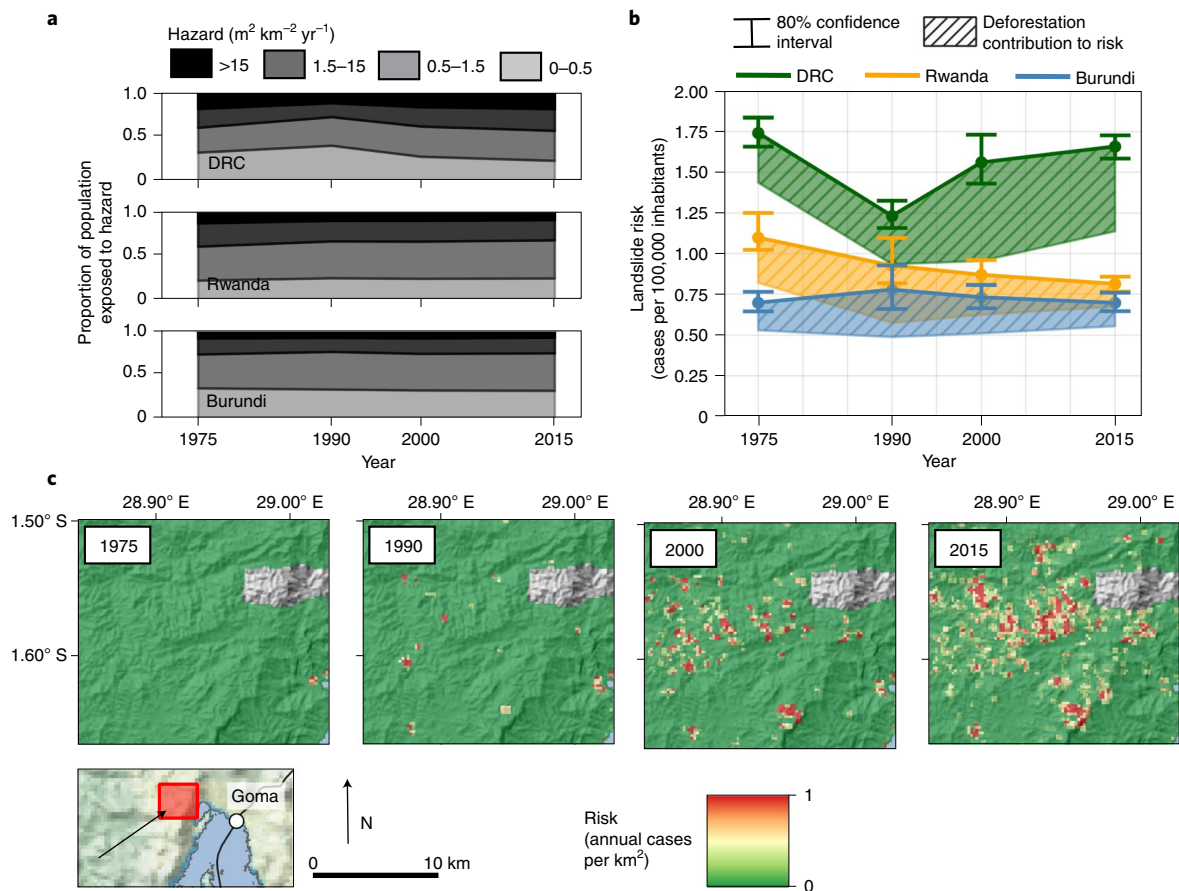 a
Hazard (m² km⁻² yr⁻¹)
>15
1.5–15
0.5–1.5
0–0.5
Proportion of population
exposed to hazard
1.0
0.5
0
DRC
1.0
0.5
0
Rwanda
1.0
0.5
0
Burundi
1975
1990
2000
2015
Year
b
80% confidence
interval
Deforestation
contribution to risk
DRC
Rwanda
Burundi
Landslide risk
(cases per 100,000 inhabitants)
2.00
1.75
1.50
1.25
1.00
0.75
0.50
0.25
0
1975
1990
2000
2015
Year
c
28.90° E
29.00° E
28.90° E
29.00° E
28.90° E
29.00° E
28.90° E
29.00° E
1.50° S
1.60° S
1975
1990
2000
2015
Goma
N
0
10 km
Risk
(annual cases
per km²)
1
0